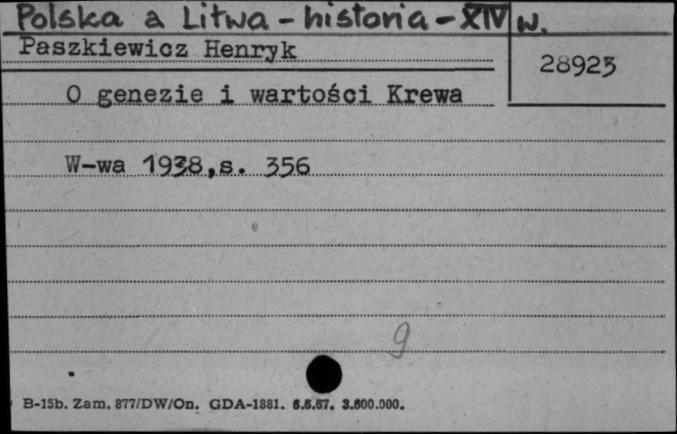 Polska a Litwa - historia - XIV w.
Paszkiewicz Henryk
28923
O genezie i wartości Krewa
W-wa 1938, s. 356
9
B-15b. Zam. 877/DW/On. GDA-1881. 6.6.67. 3.600.000.